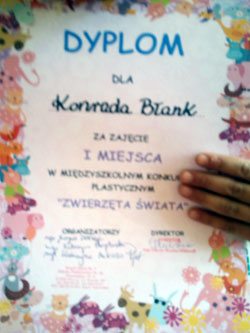 DYPLOM
DLA
Konrada Blank
ZA ZAJĘCIE
I MIEJSCA
W MIĘDZYSZKOLNYM KONKU
PLASTYCZNYM
"ZWIERZĘTA ŚWIATA"
ORGANIZATORZY
DYREKTOR